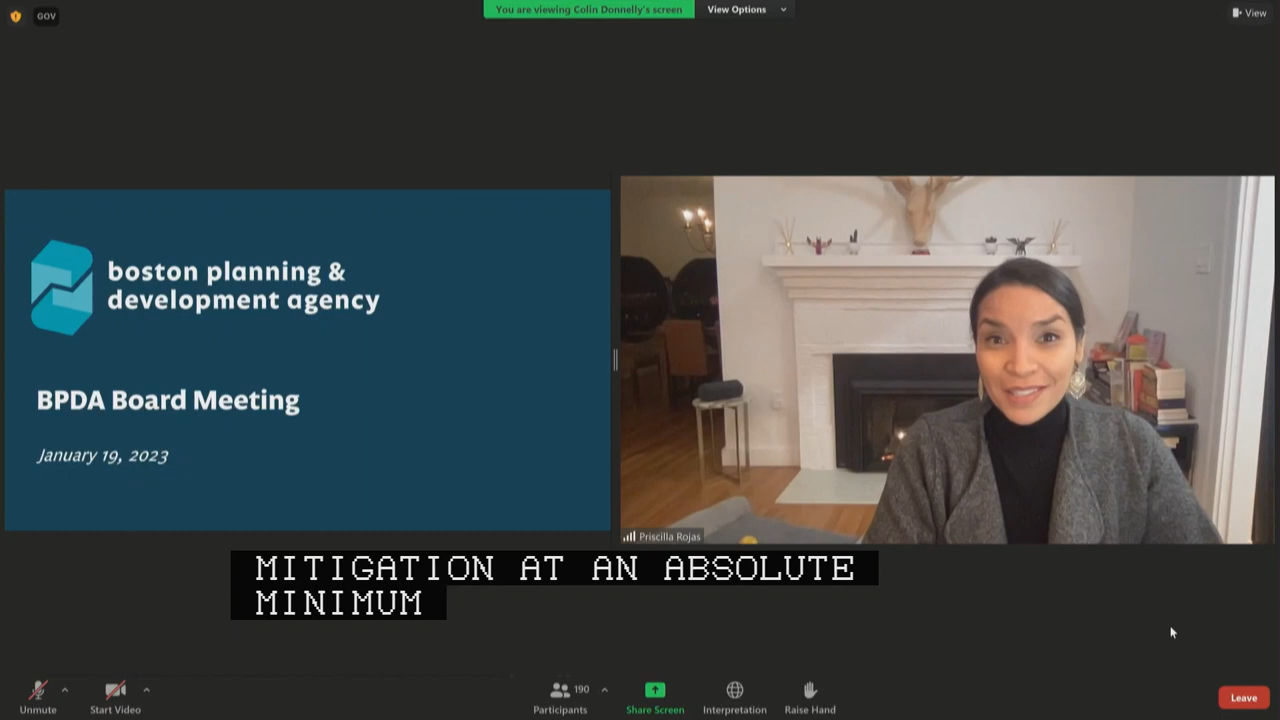 GOV
You are viewing Colin Donnelly's screen
View Options
View
boston planning &
development agency
BPDA Board Meeting
January 19, 2023
Priscilla Rojas
MITIGATION AT AN ABSOLUTE
MINIMUM
Unmute
Start Video
190
Participants
Share Screen
Interpretation
Raise Hand
Leave